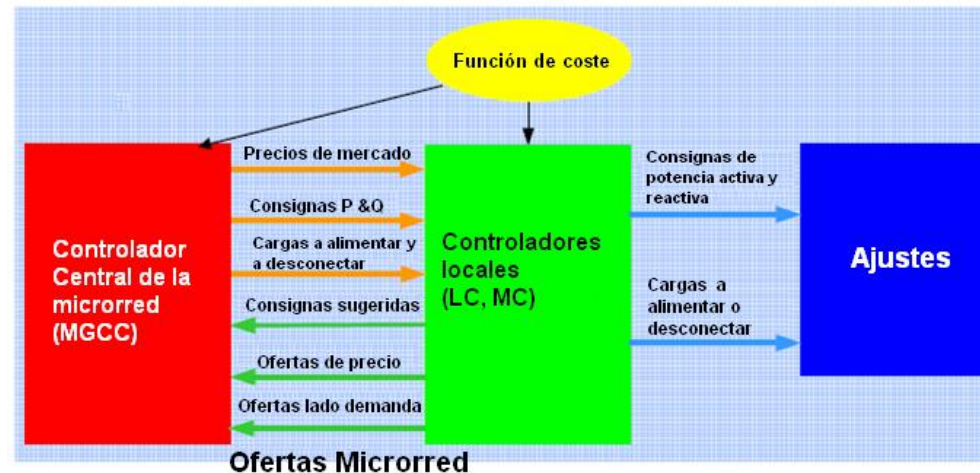 Función de coste
Precios de mercado
Consignas P &Q
Cargas a alimentar y
a desconectar
Consignas sugeridas
Ofertas de precio
Ofertas lado demanda
Controlador
Central de la
microrred
(MGCC)
Controladores
locales
(LC, MC)
Consignas de
potencia activa y
reactiva
Cargas a
alimentar o
desconectar
Ajustes
Ofertas Microrred